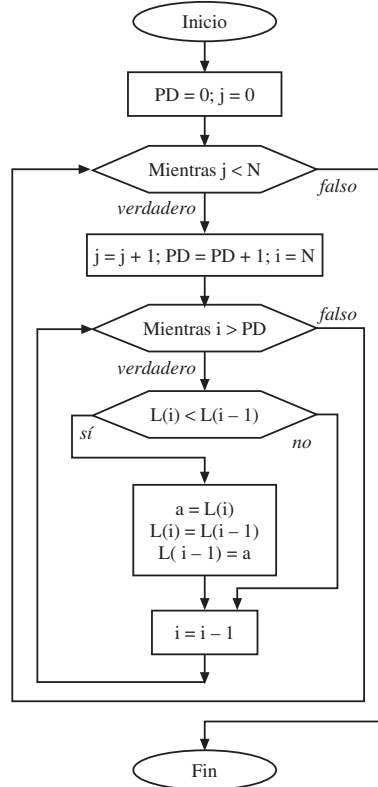 Inicio
PD = 0; j = 0
Mientras j < N
falso
verdadero
j = j + 1; PD = PD + 1; i = N
Mientras i > PD
falso
verdadero
L(i) < L(i – 1)
sí
no
a = L(i)
L(i) = L(i – 1)
L( i – 1) = a
i = i – 1
Fin